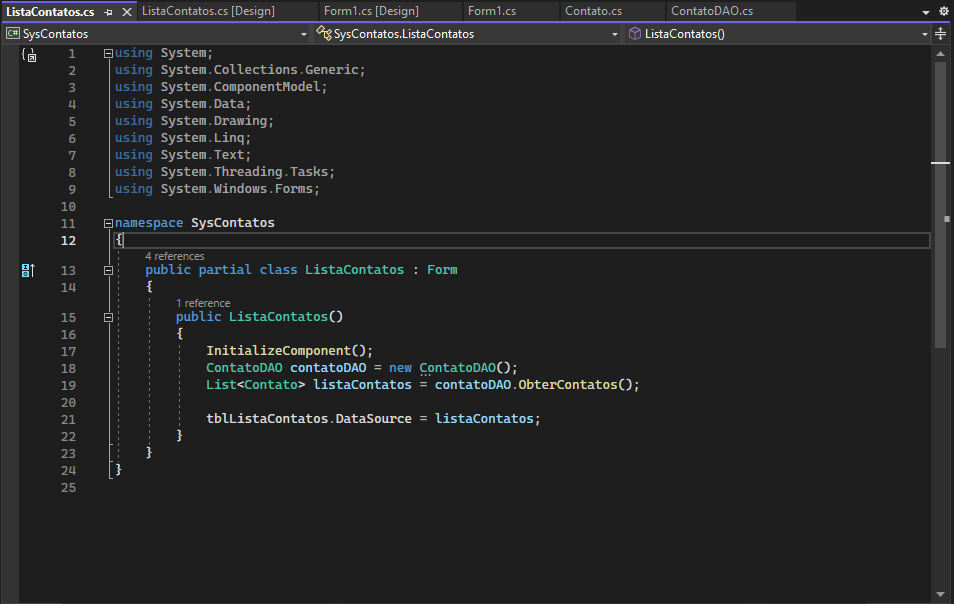 ListaContatos.cs ListaContatos.cs [Design] Form1.cs [Design] Form1.cs Contato.cs ContatoDAO.cs
C# SysContatos SysContatos.ListaContatos ListaContatos()
1 using System;
2 using System.Collections.Generic;
3 using System.ComponentModel;
4 using System.Data;
5 using System.Drawing;
6 using System.Linq;
7 using System.Text;
8 using System.Threading.Tasks;
9 using System.Windows.Forms;
10
11 namespace SysContatos
12 {
4 references
13 public partial class ListaContatos : Form
14 {
1 reference
15 public ListaContatos()
16 {
17 InitializeComponent();
18 ContatoDAO contatoDAO = new ContatoDAO();
19 List<Contato> listaContatos = contatoDAO.ObterContatos();
20
21 tblListaContatos.DataSource = listaContatos;
22 }
23 }
24 }
25